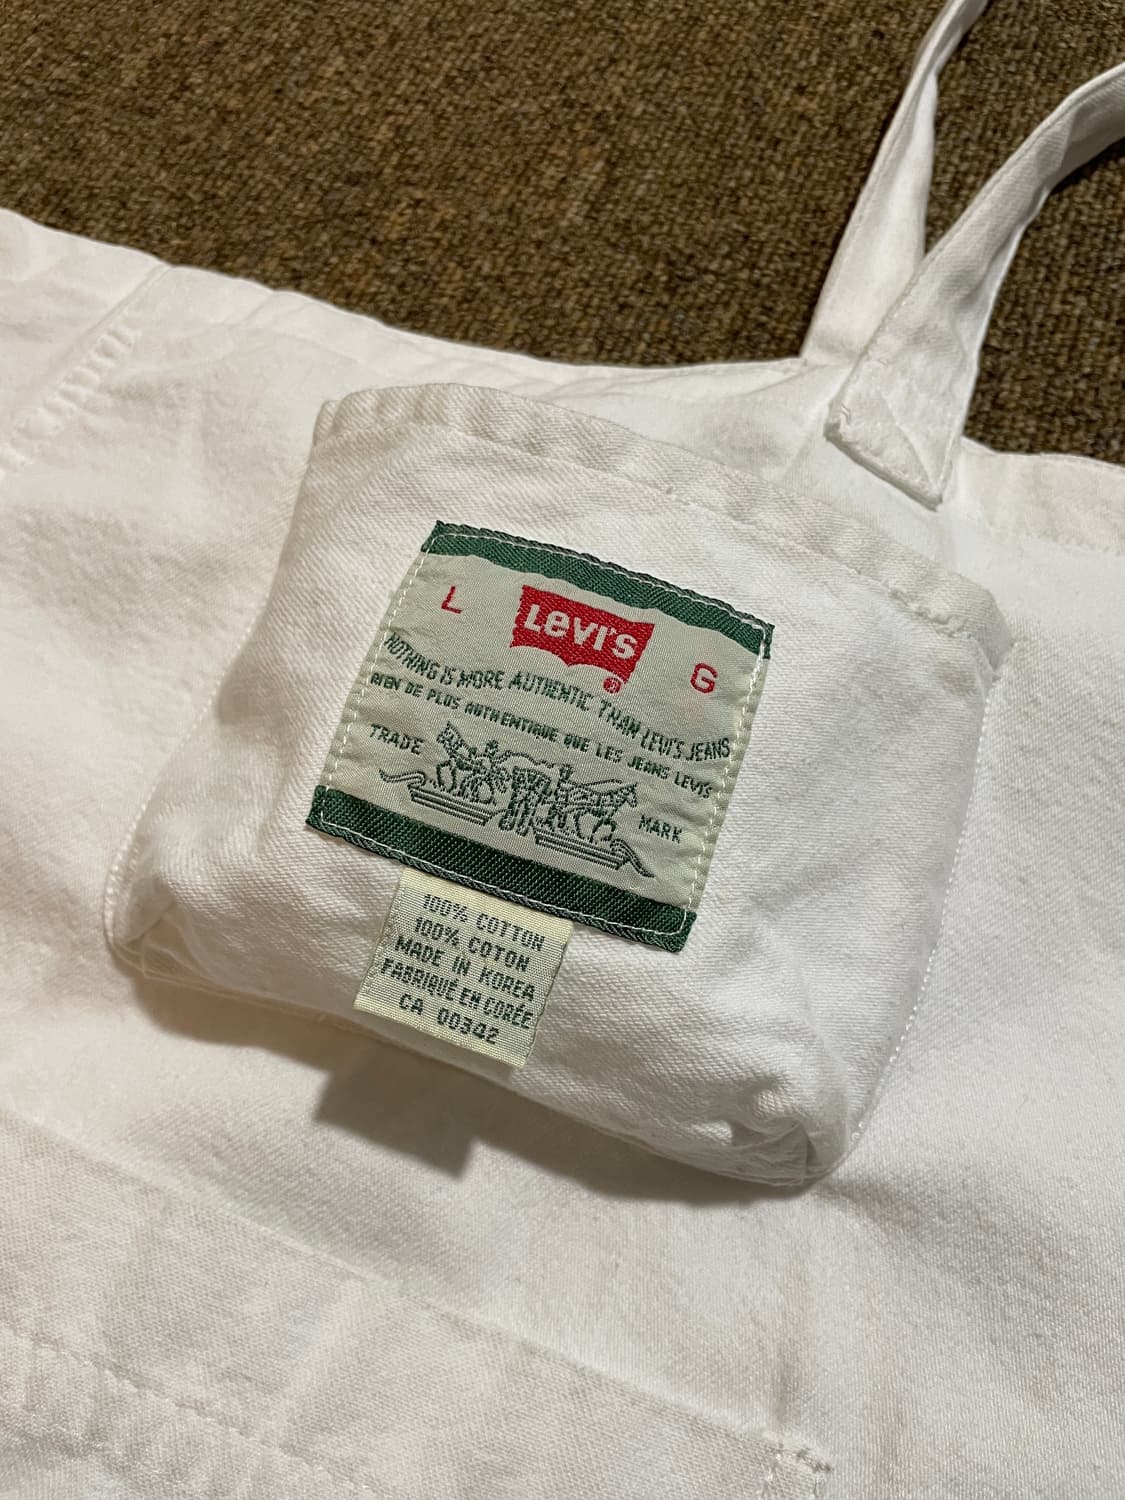 L LEVI'S G
®
NOTHING IS MORE AUTHENTIC THAN LEVI'S JEANS
RIEN DE PLUS AUTHENTIQUE QUE LES JEANS LEVI'S
TRADE MARK
100% COTTON
100% COTON
MADE IN KOREA
FABRIQUÉ EN CORÉE
CA 00342